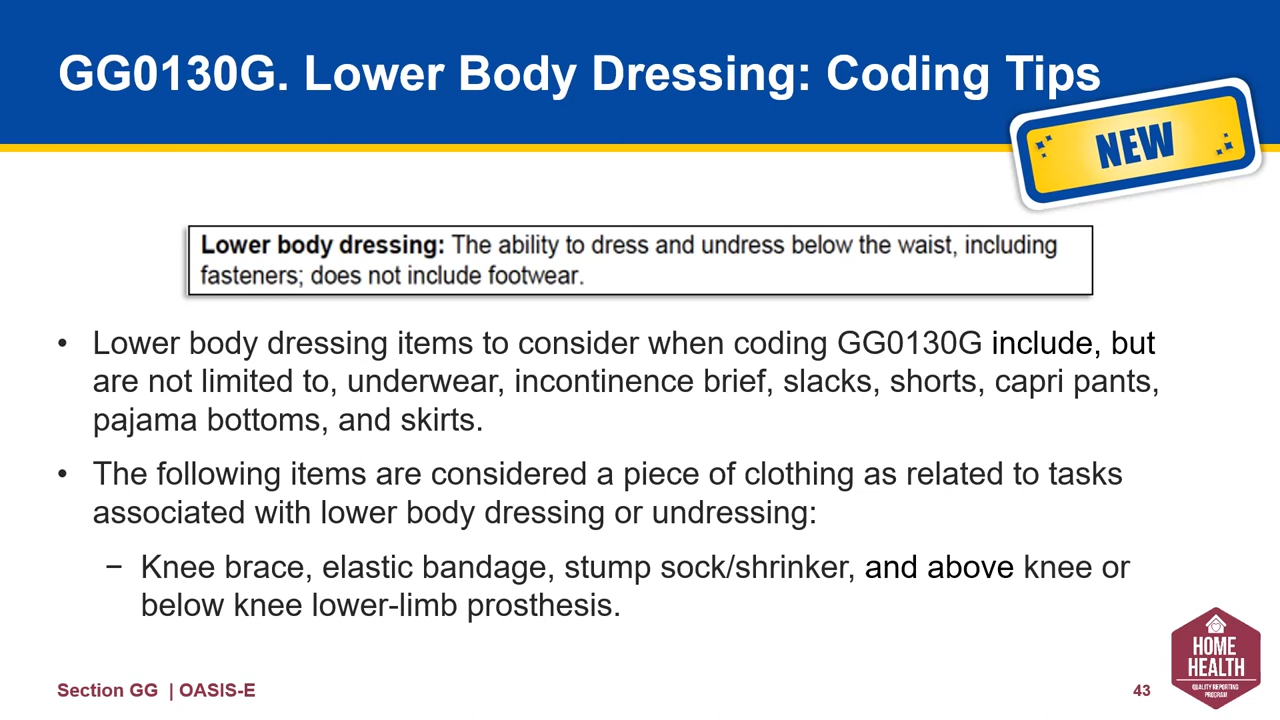 GG0130G. Lower Body Dressing: Coding Tips
NEW
Lower body dressing: The ability to dress and undress below the waist, including
fasteners; does not include footwear.
• Lower body dressing items to consider when coding GG0130G include, but
are not limited to, underwear, incontinence brief, slacks, shorts, capri pants,
pajama bottoms, and skirts.
• The following items are considered a piece of clothing as related to tasks
associated with lower body dressing or undressing:
− Knee brace, elastic bandage, stump sock/shrinker, and above knee or
below knee lower-limb prosthesis.
Section GG | OASIS-E
43
HOME
HEALTH
QUALITY REPORTING
PROGRAM